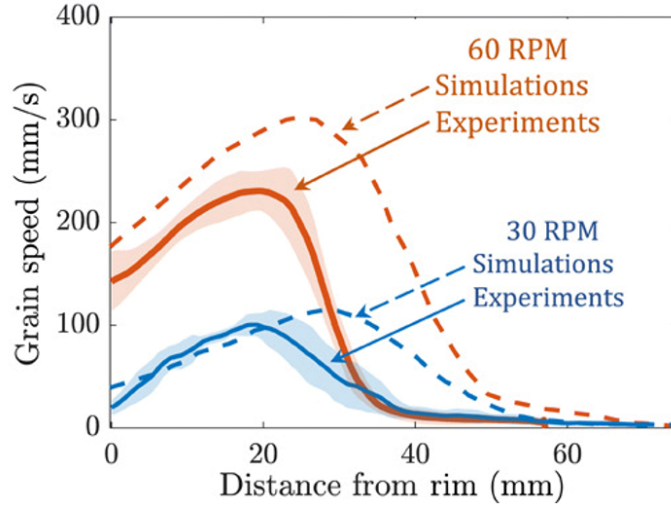 400
300
200
100
0
Grain speed (mm/s)
60 RPM
Simulations
Experiments
30 RPM
Simulations
Experiments
0
20
40
60
Distance from rim (mm)